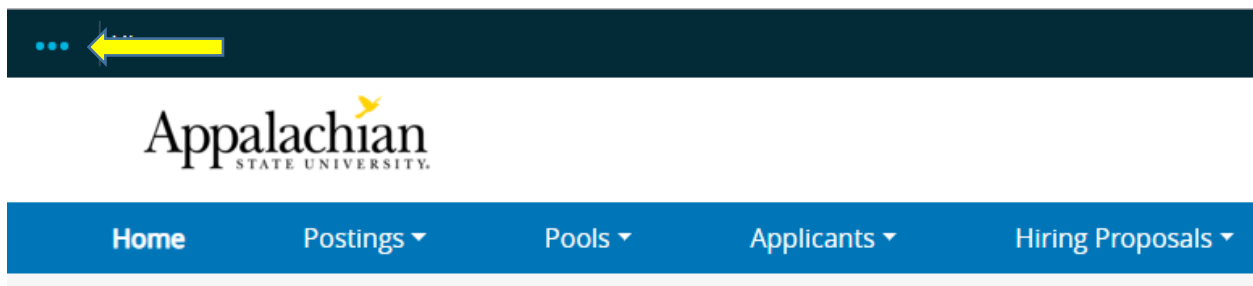 Appalachian
STATE UNIVERSITY.
Home Postings Pools Applicants Hiring Proposals